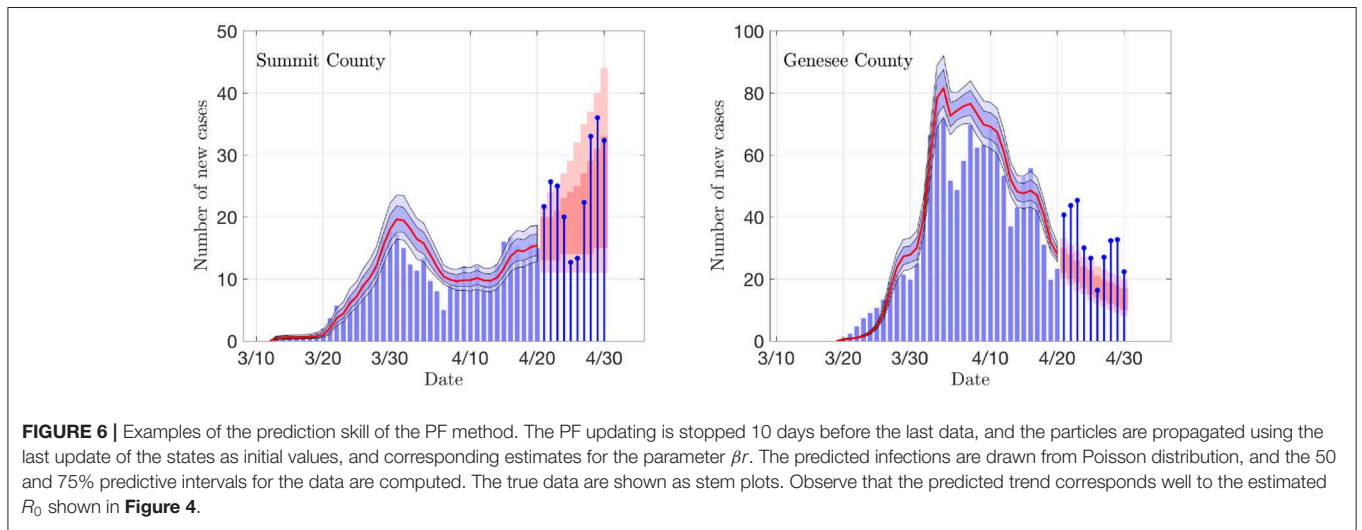 50
40
30
20
10
0
Number of new cases
Summit County
3/10 3/20 3/30 4/10 4/20 4/30
Date
100
80
60
40
20
0
Number of new cases
Genesee County
3/10 3/20 3/30 4/10 4/20 4/30
Date
FIGURE 6 | Examples of the prediction skill of the PF method. The PF updating is stopped 10 days before the last data, and the particles are propagated using the
last update of the states as initial values, and corresponding estimates for the parameter βr. The predicted infections are drawn from Poisson distribution, and the 50
and 75% predictive intervals for the data are computed. The true data are shown as stem plots. Observe that the predicted trend corresponds well to the estimated
R₀ shown in Figure 4.